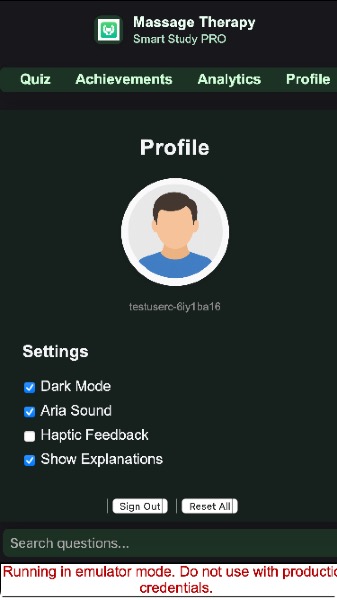 Massage Therapy
Smart Study PRO
Quiz Achievements Analytics Profile
Profile
testuserc-6iy1ba16
Settings
Dark Mode
Aria Sound
Haptic Feedback
Show Explanations
Sign Out Reset All
Search questions...
Running in emulator mode. Do not use with productio
credentials.